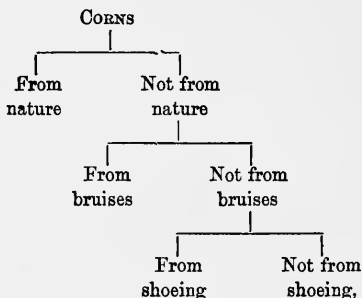 CORNS
From Not from
nature nature
From Not from
bruises bruises
From Not from
shoeing shoeing,